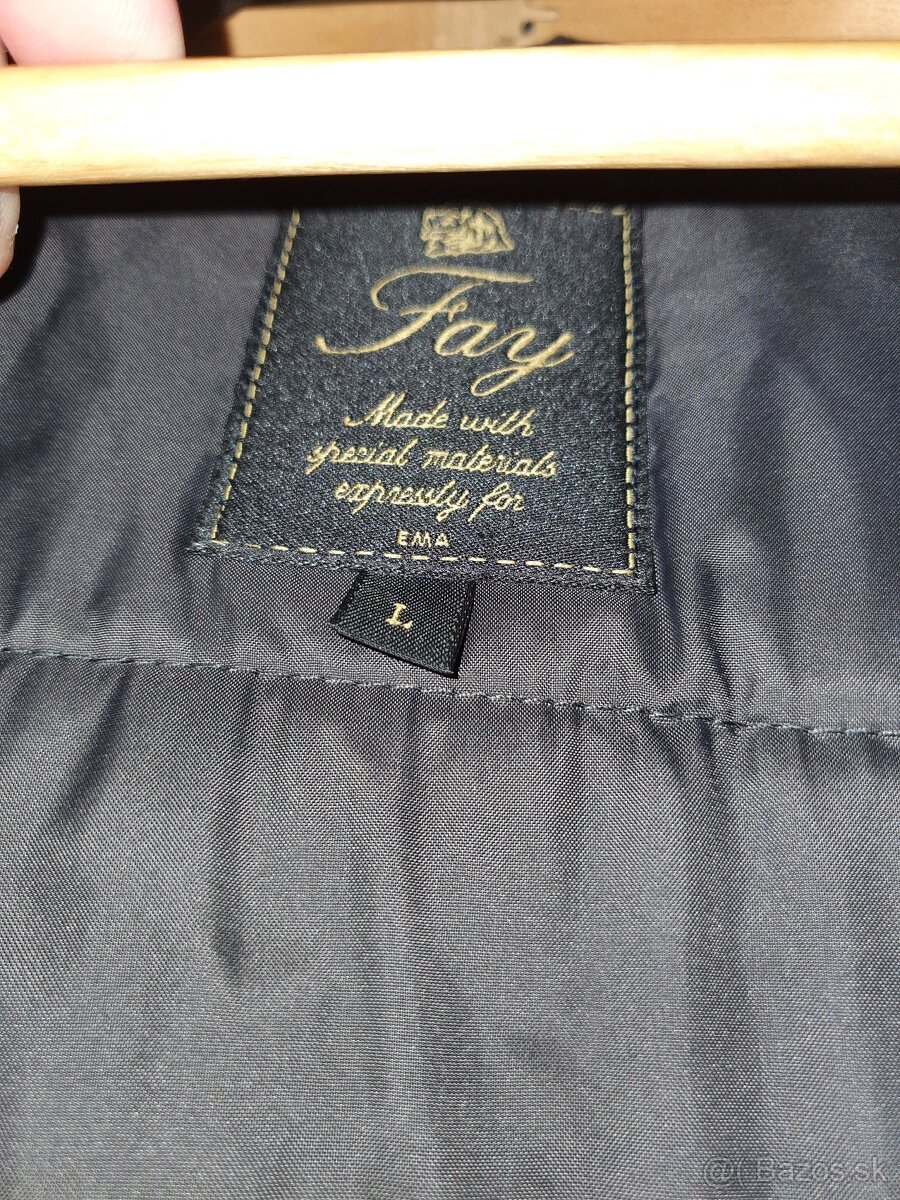 Fay
Made with
special materials
expressly for
EMA
L
@( Bazos.sk